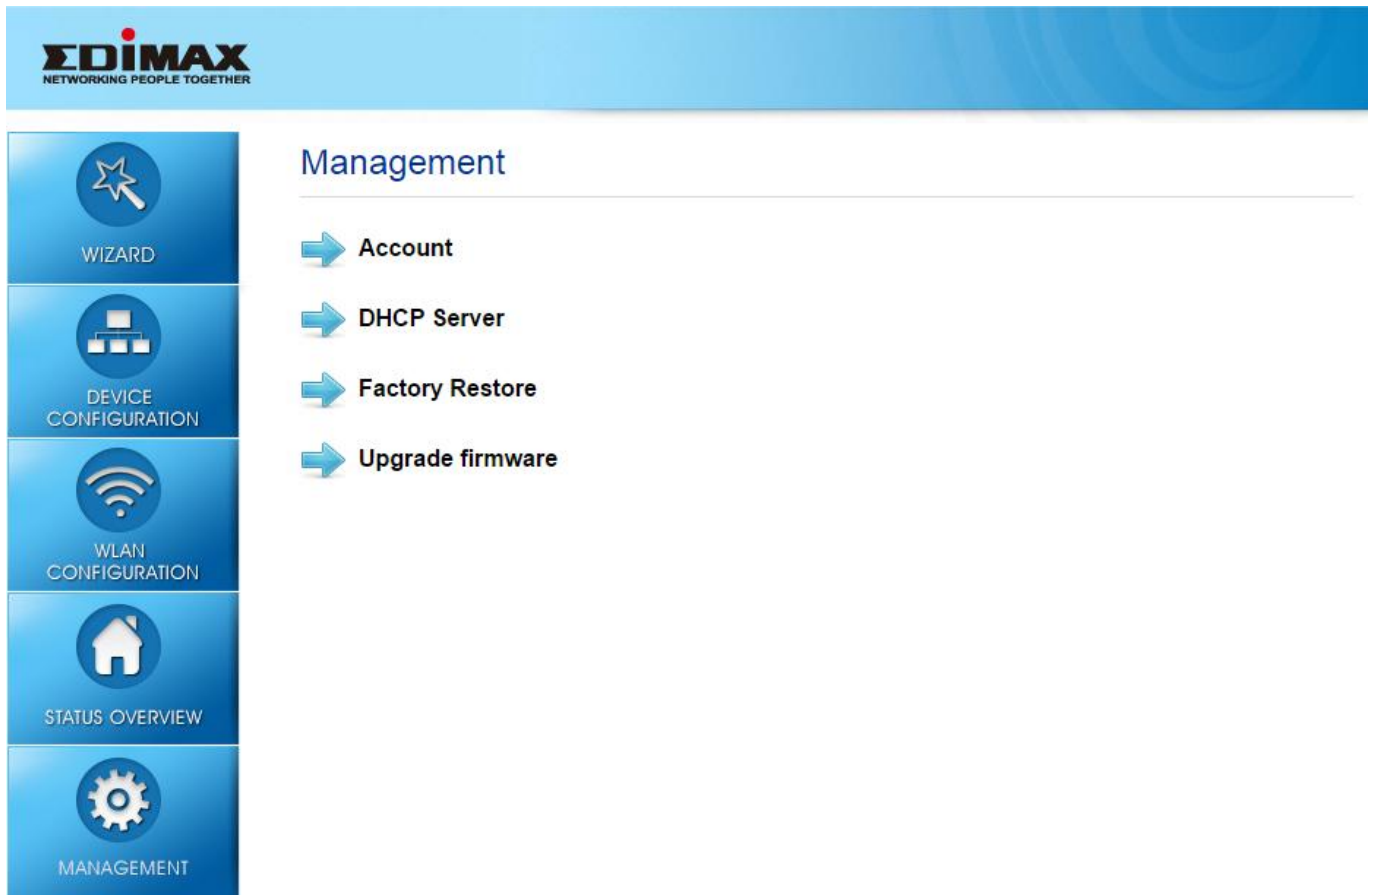 EDIMAX
NETWORKING PEOPLE TOGETHER
WIZARD
DEVICE
CONFIGURATION
WLAN
CONFIGURATION
STATUS OVERVIEW
MANAGEMENT
Management
Account
DHCP Server
Factory Restore
Upgrade firmware